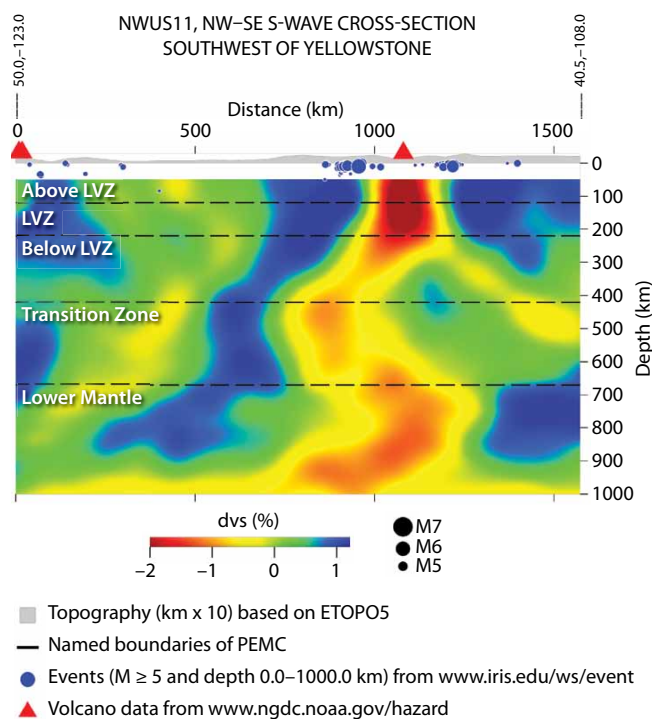 NWUS11, NW–SE S-WAVE CROSS-SECTION
SOUTHWEST OF YELLOWSTONE
50.0,–123.0
40.5,–108.0
Distance (km)
0 500 1000 1500
0
Above LVZ
100
LVZ
200
Below LVZ
300
400
Transition Zone
500
600
Lower Mantle
700
800
900
1000
Depth (km)
dvs (%)
–2 –1 0 1
M7
M6
M5
Topography (km x 10) based on ETOPO5
Named boundaries of PEMC
Events (M ≥ 5 and depth 0.0–1000.0 km) from www.iris.edu/ws/event
Volcano data from www.ngdc.noaa.gov/hazard